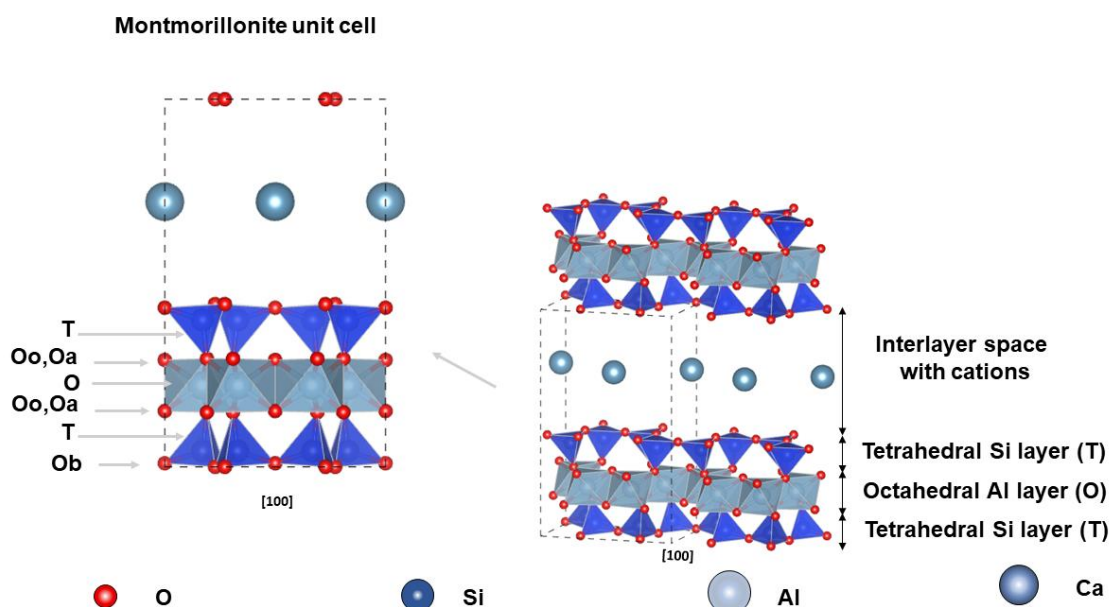 Montmorillonite unit cell
T
Oo,Oa
O
Oo,Oa
T
Ob
[100]
Interlayer space
with cations
Tetrahedral Si layer (T)
Octahedral Al layer (O)
Tetrahedral Si layer (T)
[100]
O
Si
Al
Ca